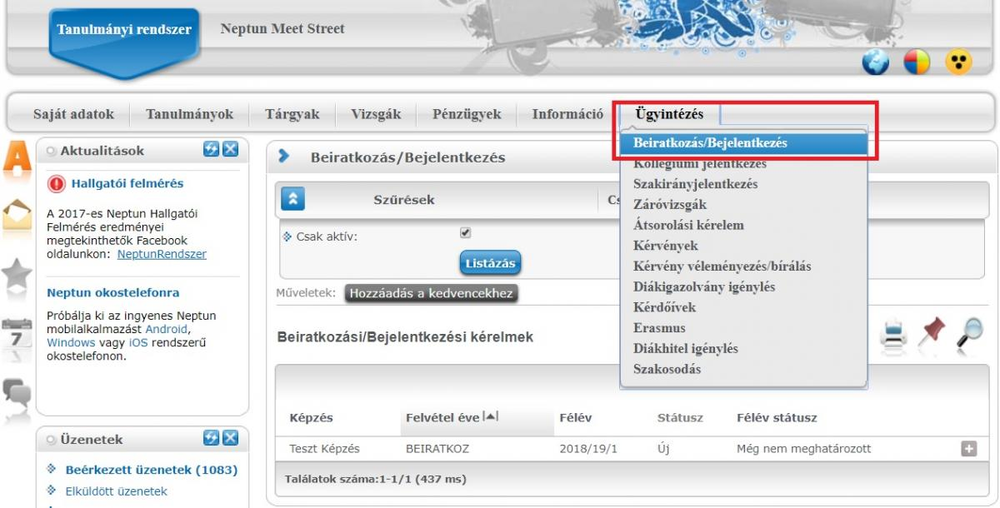 Tanulmányi rendszer
Neptun Meet Street
Saját adatok
Tanulmányok
Tárgyak
Vizsgák
Pénzügyek
Információ
Ügyintézés
Beiratkozás/Bejelentkezés
Kollégiumi jelentkezés
Szakirányjelentkezés
Záróvizsgák
Átsorolási kérelem
Kérvények
Kérvény véleményezés/bírálás
Diákigazolvány igénylés
Kérdőívek
Erasmus
Diákhitel igénylés
Szakosodás
Aktualitások
Hallgatói felmérés
A 2017-es Neptun Hallgatói
Felmérés eredményei
megtekinthetők Facebook
oldalunkon: NeptunRendszer
Neptun okostelefonra
Próbálja ki az ingyenes Neptun
mobilalkalmazást Android,
Windows vagy iOS rendszerű
okostelefonon.
7
Üzenetek
Beérkezett üzenetek (1083)
Elküldött üzenetek
Beiratkozás/Bejelentkezés
Szűrések
Cs
Csak aktív:
Listázás
Műveletek: Hozzáadás a kedvencekhez
Beiratkozási/Bejelentkezési kérelmek
Képzés Felvétel éve Félév Státusz Félév státusz
Teszt Képzés BEIRATKOZ 2018/19/1 Új Még nem meghatározott
Találatok száma:1-1/1 (437 ms)